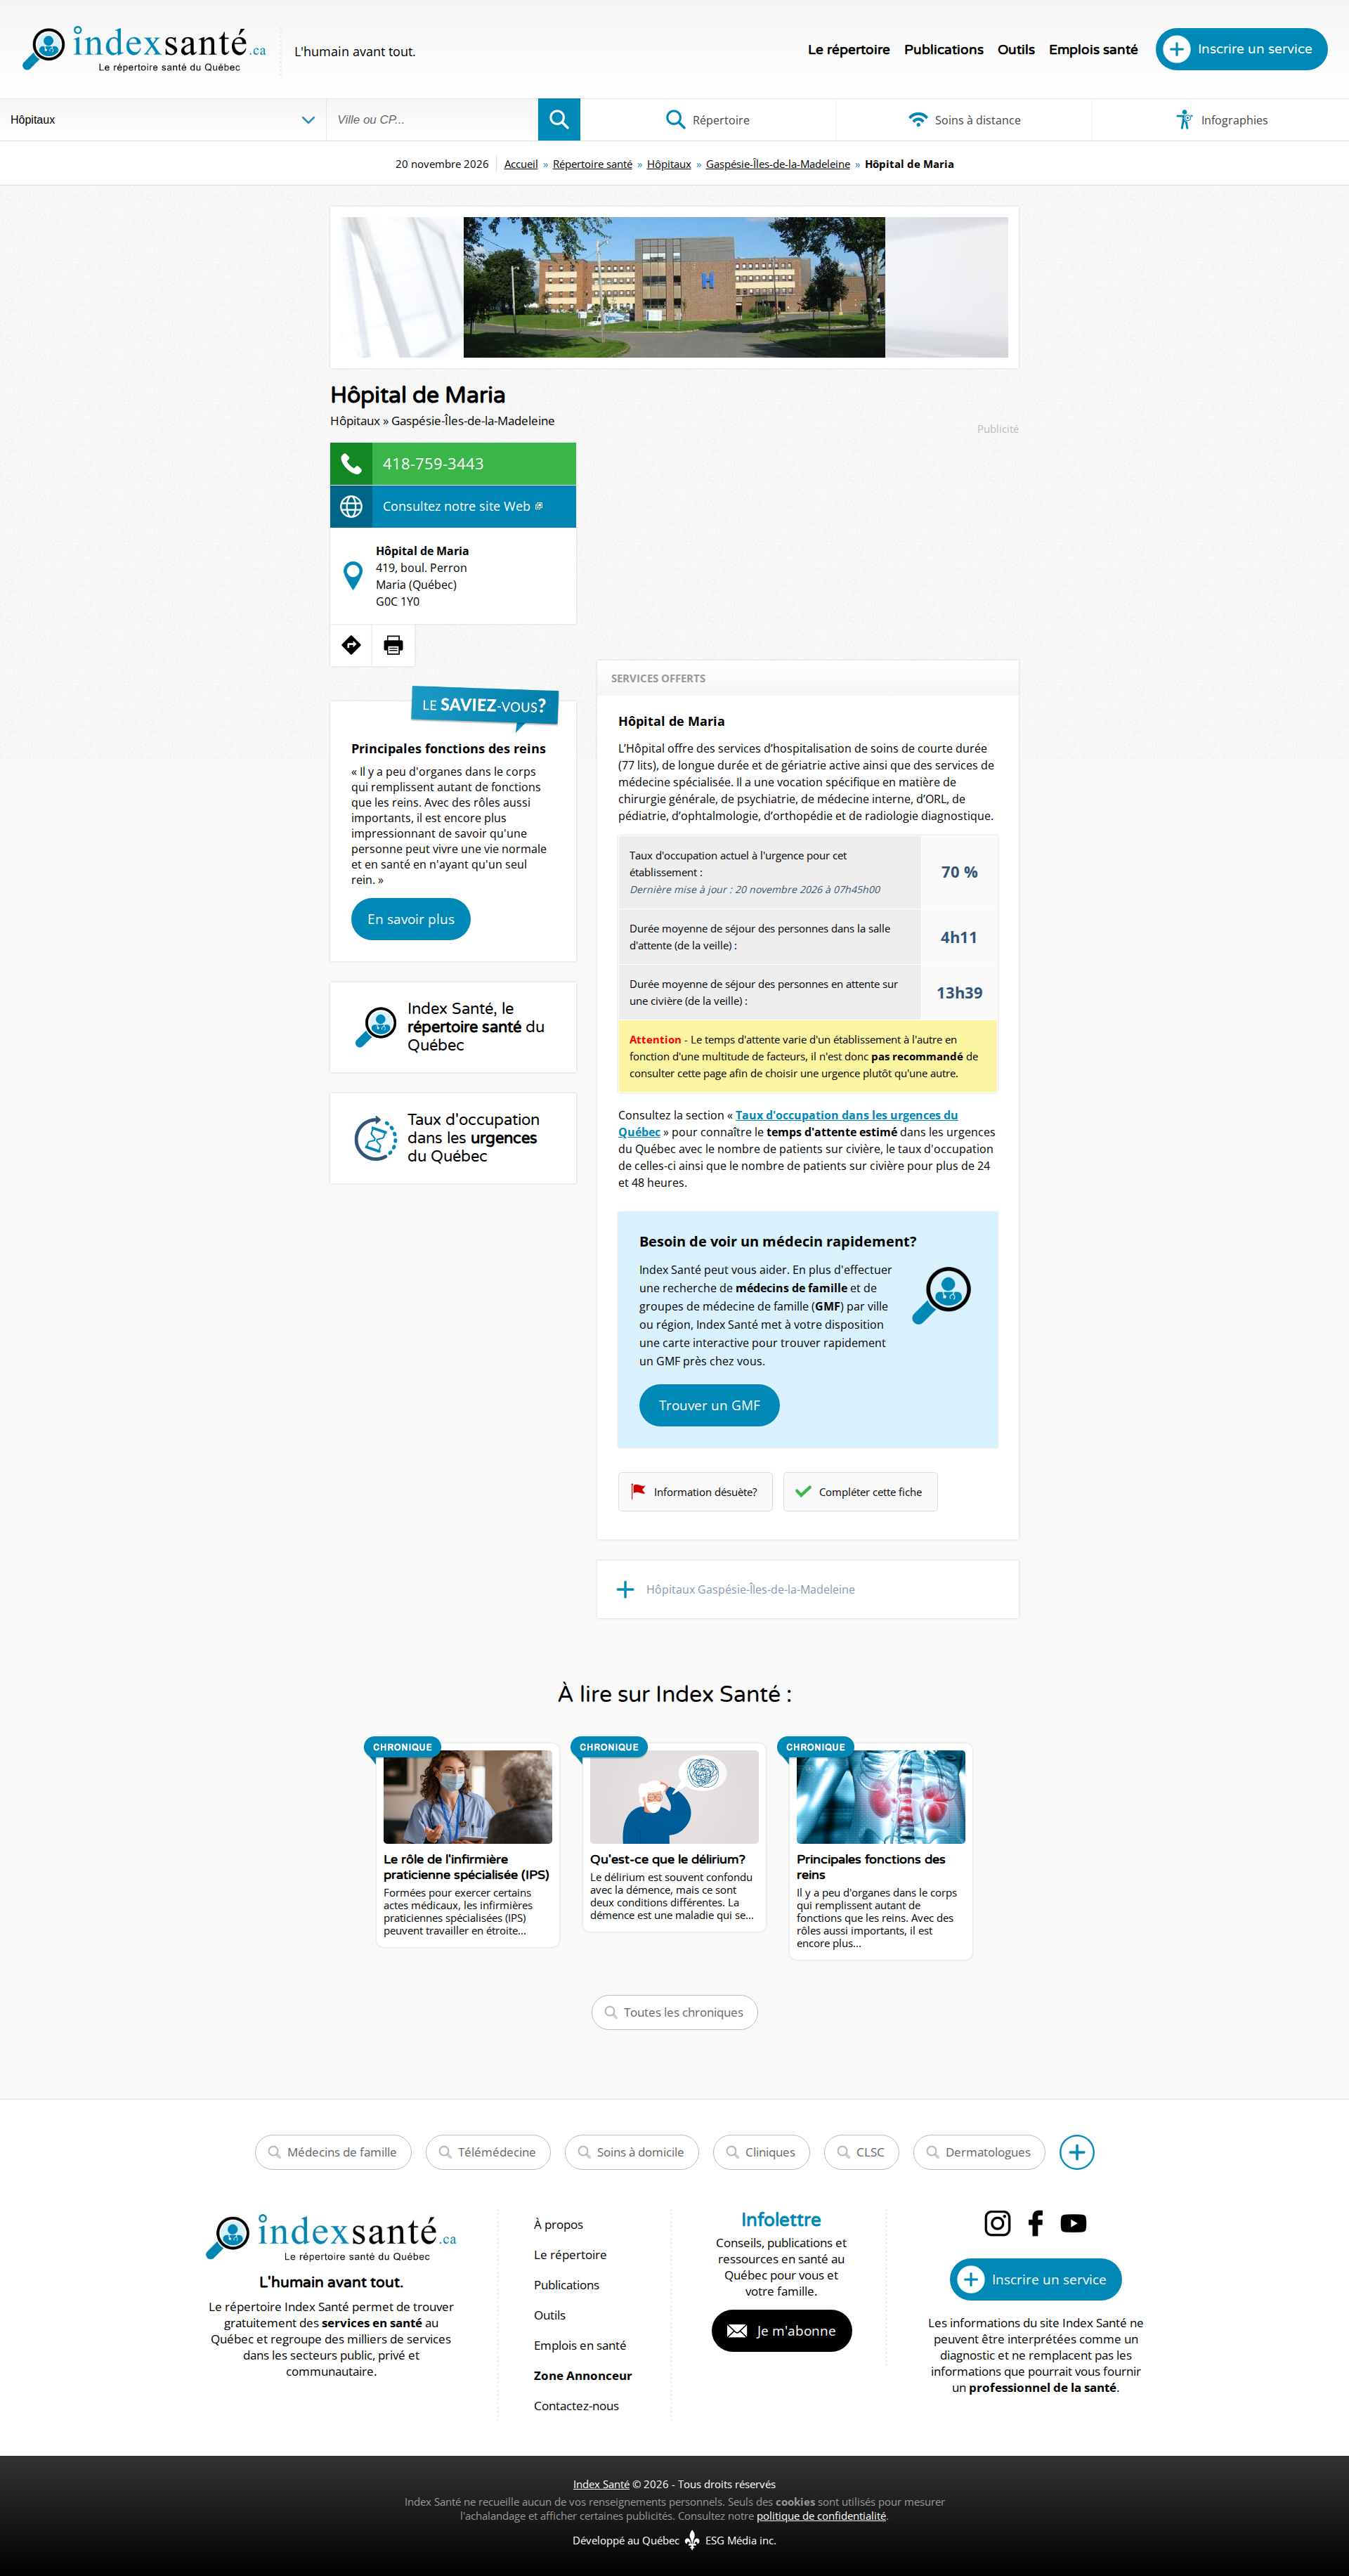 indexsanté.ca
Le répertoire santé du Québec
L'humain avant tout.
Le répertoire
Publications
Outils
Emplois santé
Inscrire un service
Hôpitaux
Ville ou CP...
Répertoire
Soins à distance
Infographies
20 novembre 2026
Accueil » Répertoire santé » Hôpitaux » Gaspésie-Îles-de-la-Madeleine » Hôpital de Maria
H
Hôpital de Maria
Hôpitaux » Gaspésie-Îles-de-la-Madeleine
Publicité
418-759-3443
Consultez notre site Web
Hôpital de Maria
419, boul. Perron
Maria (Québec)
G0C 1Y0
LE SAVIEZ-VOUS?
Principales fonctions des reins
« Il y a peu d'organes dans le corps
qui remplissent autant de fonctions
que les reins. Avec des rôles aussi
importants, il est encore plus
impressionnant de savoir qu'une
personne peut vivre une vie normale
et en santé en n'ayant qu'un seul
rein. »
En savoir plus
Index Santé, le
répertoire santé du
Québec
Taux d'occupation
dans les urgences
du Québec
SERVICES OFFERTS
Hôpital de Maria
L’Hôpital offre des services d’hospitalisation de soins de courte durée
(77 lits), de longue durée et de gériatrie active ainsi que des services de
médecine spécialisée. Il a une vocation spécifique en matière de
chirurgie générale, de psychiatrie, de médecine interne, d’ORL, de
pédiatrie, d’ophtalmologie, d’orthopédie et de radiologie diagnostique.
Taux d'occupation actuel à l'urgence pour cet
établissement :
Dernière mise à jour : 20 novembre 2026 à 07h45h00
70 %
Durée moyenne de séjour des personnes dans la salle
d'attente (de la veille) :
4h11
Durée moyenne de séjour des personnes en attente sur
une civière (de la veille) :
13h39
Attention - Le temps d'attente varie d'un établissement à l'autre en
fonction d'une multitude de facteurs, il n'est donc pas recommandé de
consulter cette page afin de choisir une urgence plutôt qu'une autre.
Consultez la section « Taux d'occupation dans les urgences du
Québec » pour connaître le temps d'attente estimé dans les urgences
du Québec avec le nombre de patients sur civière, le taux d'occupation
de celles-ci ainsi que le nombre de patients sur civière pour plus de 24
et 48 heures.
Besoin de voir un médecin rapidement?
Index Santé peut vous aider. En plus d'effectuer
une recherche de médecins de famille et de
groupes de médecine de famille (GMF) par ville
ou région, Index Santé met à votre disposition
une carte interactive pour trouver rapidement
un GMF près chez vous.
Trouver un GMF
Information désuète?
Compléter cette fiche
Hôpitaux Gaspésie-Îles-de-la-Madeleine
À lire sur Index Santé :
CHRONIQUE
Le rôle de l'infirmière
praticienne spécialisée (IPS)
Formées pour exercer certains
actes médicaux, les infirmières
praticiennes spécialisées (IPS)
peuvent travailler en étroite...
CHRONIQUE
Qu'est-ce que le délirium?
Le délirium est souvent confondu
avec la démence, mais ce sont
deux conditions différentes. La
démence est une maladie qui se...
CHRONIQUE
Principales fonctions des
reins
Il y a peu d'organes dans le corps
qui remplissent autant de
fonctions que les reins. Avec des
rôles aussi importants, il est
encore plus...
Toutes les chroniques
Médecins de famille
Télémédecine
Soins à domicile
Cliniques
CLSC
Dermatologues
indexsanté.ca
Le répertoire santé du Québec
L'humain avant tout.
Le répertoire Index Santé permet de trouver
gratuitement des services en santé au
Québec et regroupe des milliers de services
dans les secteurs public, privé et
communautaire.
À propos
Le répertoire
Publications
Outils
Emplois en santé
Zone Annonceur
Contactez-nous
Infolettre
Conseils, publications et
ressources en santé au
Québec pour vous et
votre famille.
Je m'abonne
Inscrire un service
Les informations du site Index Santé ne
peuvent être interprétées comme un
diagnostic et ne remplacent pas les
informations que pourrait vous fournir
un professionnel de la santé.
Index Santé © 2026 - Tous droits réservés
Index Santé ne recueille aucun de vos renseignements personnels. Seuls des cookies sont utilisés pour mesurer
l'achalandage et afficher certaines publicités. Consultez notre politique de confidentialité.
Développé au Québec ESG Média inc.